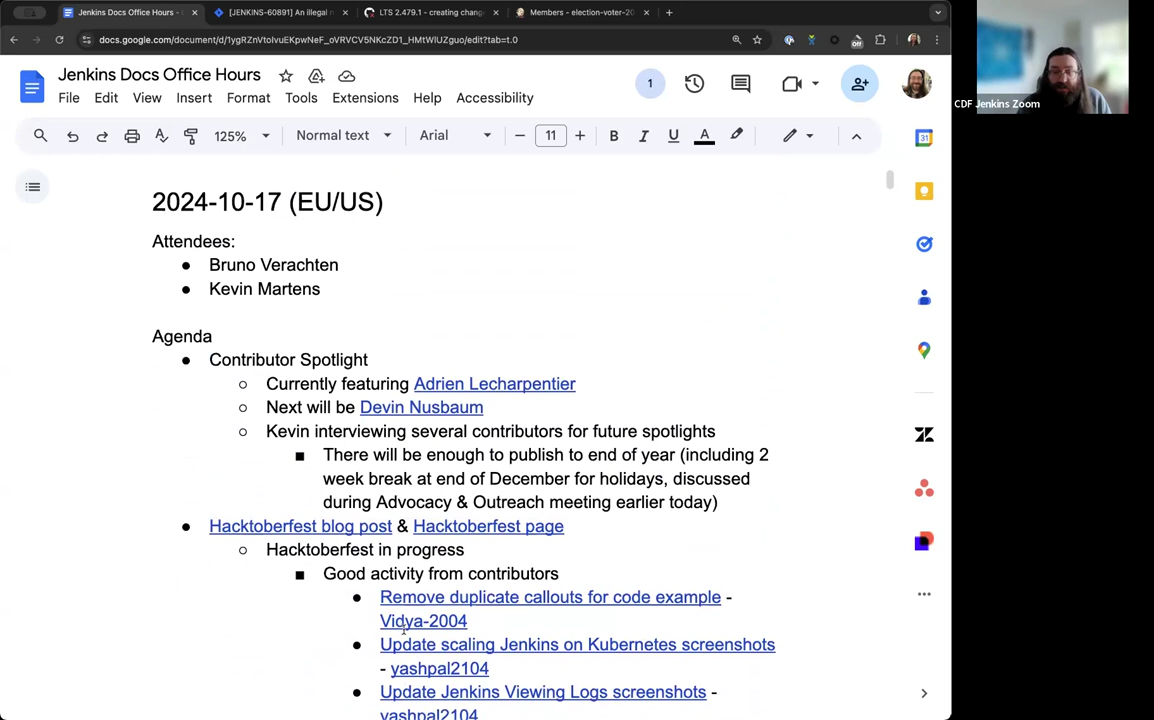 Jenkins Docs Office Hours -
[JENKINS-60891] An illegal n
LTS 2.479.1 - creating chang
Members - election-voter-20
docs.google.com/document/d/1ygRZnVtoIvuEKpwNeF_oVRVCV5NKcZD1_HMtWlUZguo/edit?tab=t.0
Off
Jenkins Docs Office Hours
File Edit View Insert Format Tools Extensions Help Accessibility
1
125% Normal text Arial 11 B I U A
31
2024-10-17 (EU/US)
Attendees:
● Bruno Verachten
● Kevin Martens
Agenda
● Contributor Spotlight
○ Currently featuring Adrien Lecharpentier
○ Next will be Devin Nusbaum
○ Kevin interviewing several contributors for future spotlights
■ There will be enough to publish to end of year (including 2
week break at end of December for holidays, discussed
during Advocacy & Outreach meeting earlier today)
● Hacktoberfest blog post & Hacktoberfest page
○ Hacktoberfest in progress
■ Good activity from contributors
● Remove duplicate callouts for code example -
Vidya-2004
● Update scaling Jenkins on Kubernetes screenshots
- yashpal2104
● Update Jenkins Viewing Logs screenshots -
yashpal2104
CDF Jenkins Zoom